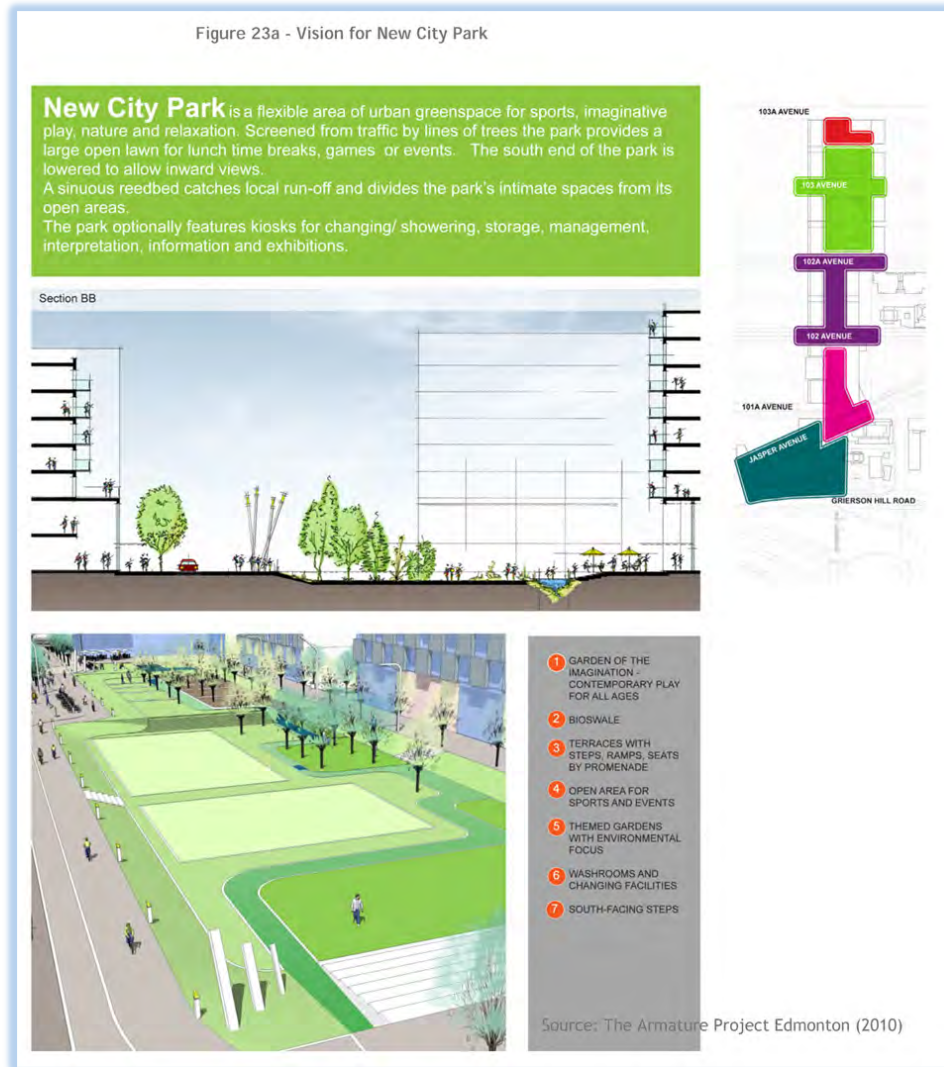 Figure 23a - Vision for New City Park
New City Park is a flexible area of urban greenspace for sports, imaginative
play, nature and relaxation. Screened from traffic by lines of trees the park provides a
large open lawn for lunch time breaks, games or events. The south end of the park is
lowered to allow inward views.
A sinuous reedbed catches local run-off and divides the park's intimate spaces from its
open areas.
The park optionally features kiosks for changing/ showering, storage, management,
interpretation, information and exhibitions.
103A AVENUE
103 AVENUE
102A AVENUE
102 AVENUE
101A AVENUE
JASPER AVENUE
GRIERSON HILL ROAD
Section BB
1 GARDEN OF THE
IMAGINATION -
CONTEMPORARY PLAY
FOR ALL AGES
2 BIOSWALE
3 TERRACES WITH
STEPS, RAMPS, SEATS
BY PROMENADE
4 OPEN AREA FOR
SPORTS AND EVENTS
5 THEMED GARDENS
WITH ENVIRONMENTAL
FOCUS
6 WASHROOMS AND
CHANGING FACILITIES
7 SOUTH-FACING STEPS
Source: The Armature Project Edmonton (2010)